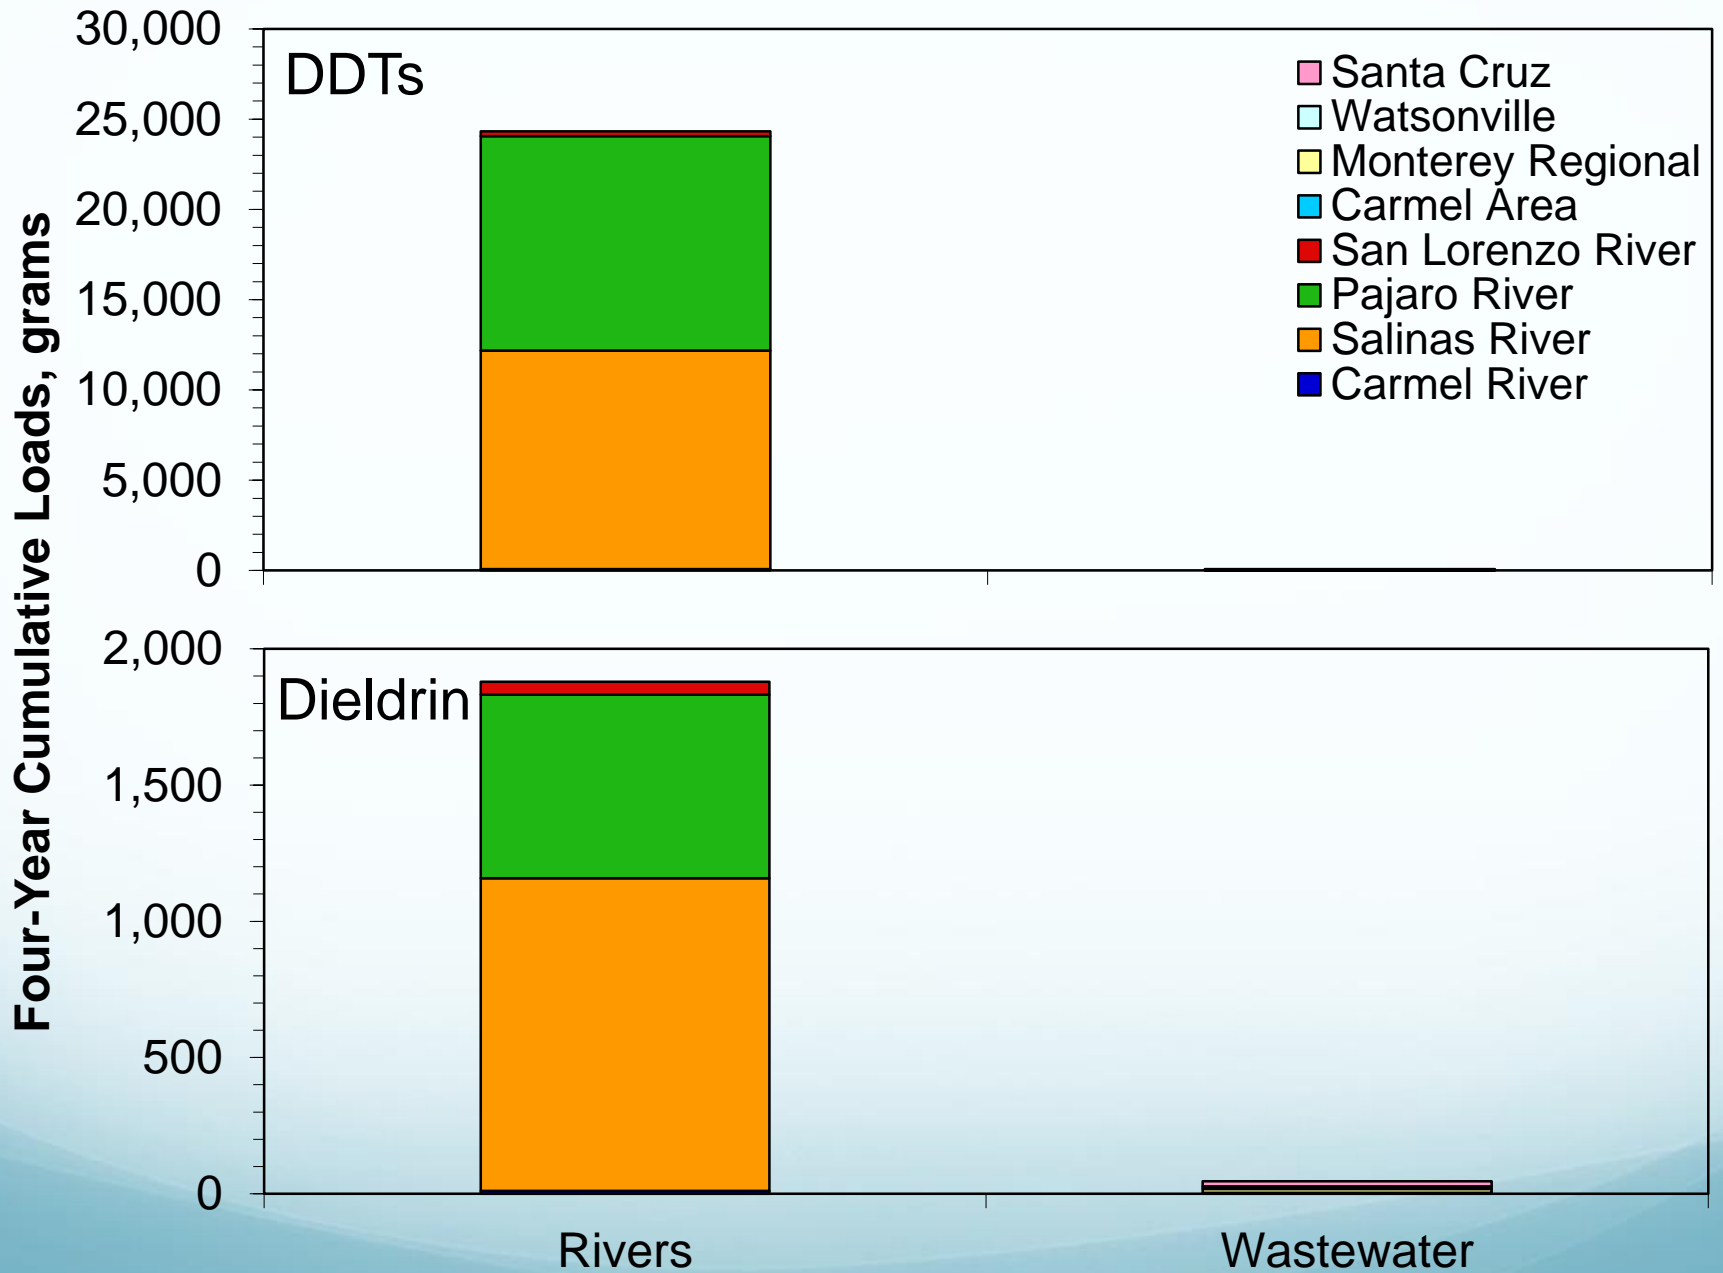 Four-Year Cumulative Loads, grams
30,000
25,000
20,000
15,000
10,000
5,000
0
DDTs
Santa Cruz
Watsonville
Monterey Regional
Carmel Area
San Lorenzo River
Pajaro River
Salinas River
Carmel River
2,000
1,500
1,000
500
0
Dieldrin
Rivers
Wastewater